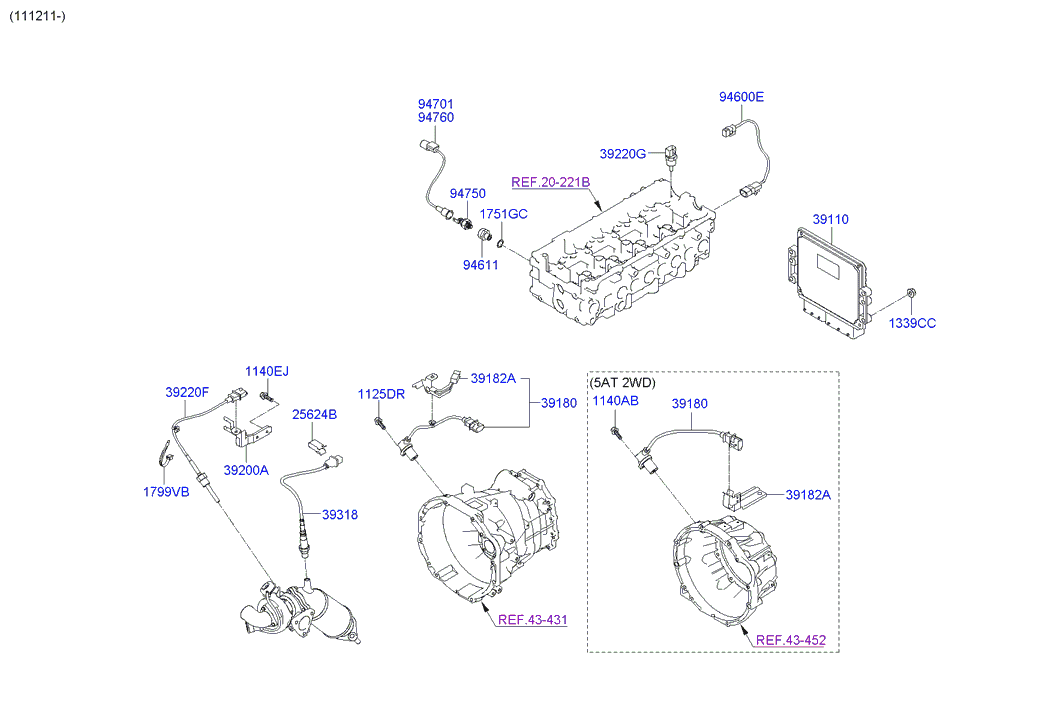 (111211-)
94701
94760
94600E
39220G
REF.20-221B
94750
1751GC
94611
39110
1339CC
1140EJ
39220F
25624B
39200A
1799VB
39318
39182A
1125DR
39180
REF.43-431
(5AT 2WD)
1140AB
39180
39182A
REF.43-452